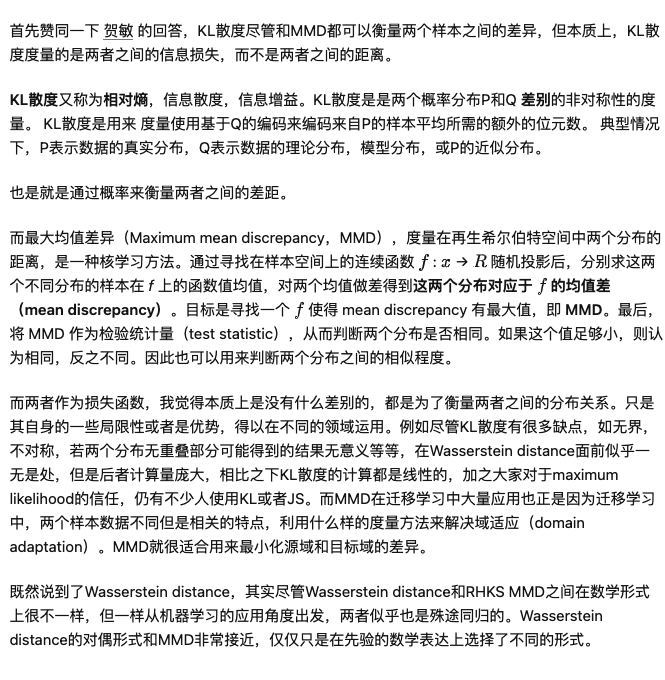 首先赞同一下 贺敏 的回答，KL散度尽管和MMD都可以衡量两个样本之间的差异，但本质上，KL散
度度量的是两者之间的信息损失，而不是两者之间的距离。
KL散度又称为相对熵，信息散度，信息增益。KL散度是是两个概率分布P和Q 差别的非对称性的度
量。 KL散度是用来 度量使用基于Q的编码来编码来自P的样本平均所需的额外的位元数。 典型情况
下，P表示数据的真实分布，Q表示数据的理论分布，模型分布，或P的近似分布。
也是就是通过概率来衡量两者之间的差距。
而最大均值差异（Maximum mean discrepancy，MMD），度量在再生希尔伯特空间中两个分布的
距离，是一种核学习方法。通过寻找在样本空间上的连续函数 f : x → R 随机投影后，分别求这两
个不同分布的样本在 f 上的函数值均值，对两个均值做差得到这两个分布对应于 f 的均值差
（mean discrepancy）。目标是寻找一个 f 使得 mean discrepancy 有最大值，即 MMD。最后，
将 MMD 作为检验统计量（test statistic），从而判断两个分布是否相同。如果这个值足够小，则认
为相同，反之不同。因此也可以用来判断两个分布之间的相似程度。
而两者作为损失函数，我觉得本质上是没有什么差别的，都是为了衡量两者之间的分布关系。只是
其自身的一些局限性或者是优势，得以在不同的领域运用。例如尽管KL散度有很多缺点，如无界，
不对称，若两个分布无重叠部分可能得到的结果无意义等等，在Wasserstein distance面前似乎一
无是处，但是后者计算量庞大，相比之下KL散度的计算都是线性的，加之大家对于maximum
likelihood的信任，仍有不少人使用KL或者JS。而MMD在迁移学习中大量应用也正是因为迁移学习
中，两个样本数据不同但是相关的特点，利用什么样的度量方法来解决域适应（domain
adaptation）。MMD就很适合用来最小化源域和目标域的差异。
既然说到了Wasserstein distance，其实尽管Wasserstein distance和RHKS MMD之间在数学形式
上很不一样，但一样从机器学习的应用角度出发，两者似乎也是殊途同归的。Wasserstein
distance的对偶形式和MMD非常接近，仅仅只是在先验的数学表达上选择了不同的形式。